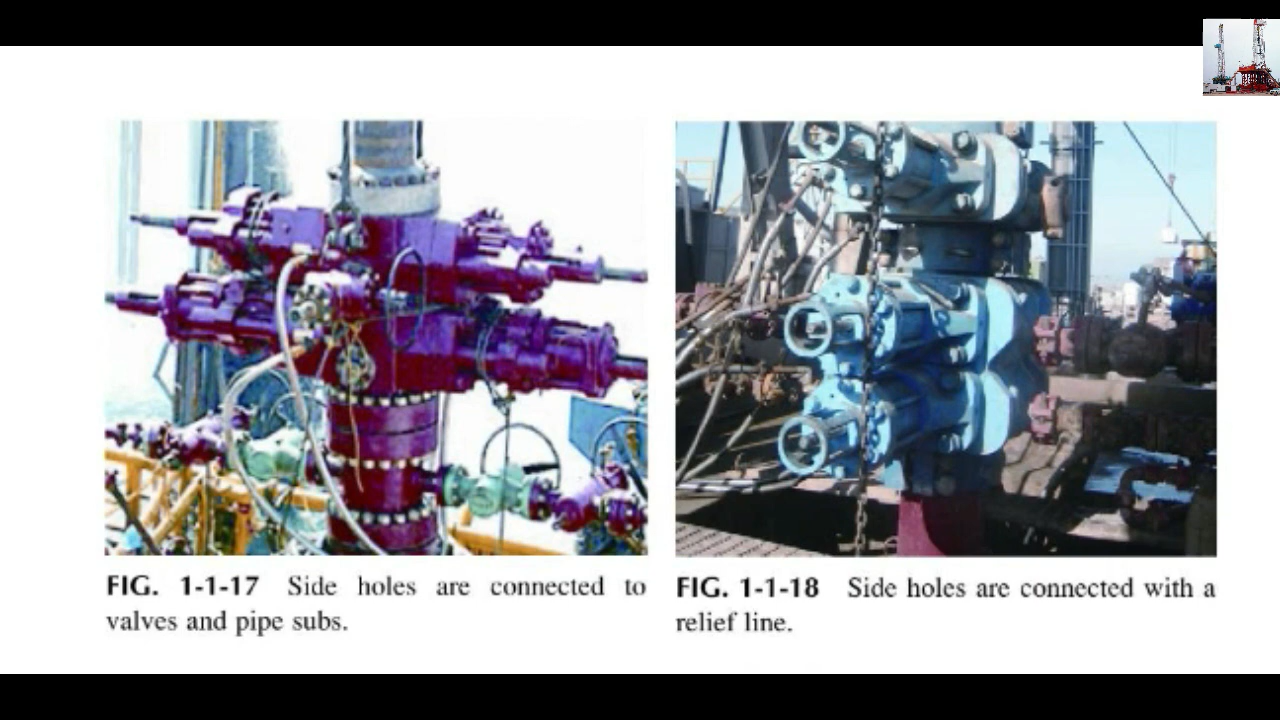 FIG. 1-1-17 Side holes are connected to
valves and pipe subs.
FIG. 1-1-18 Side holes are connected with a
relief line.